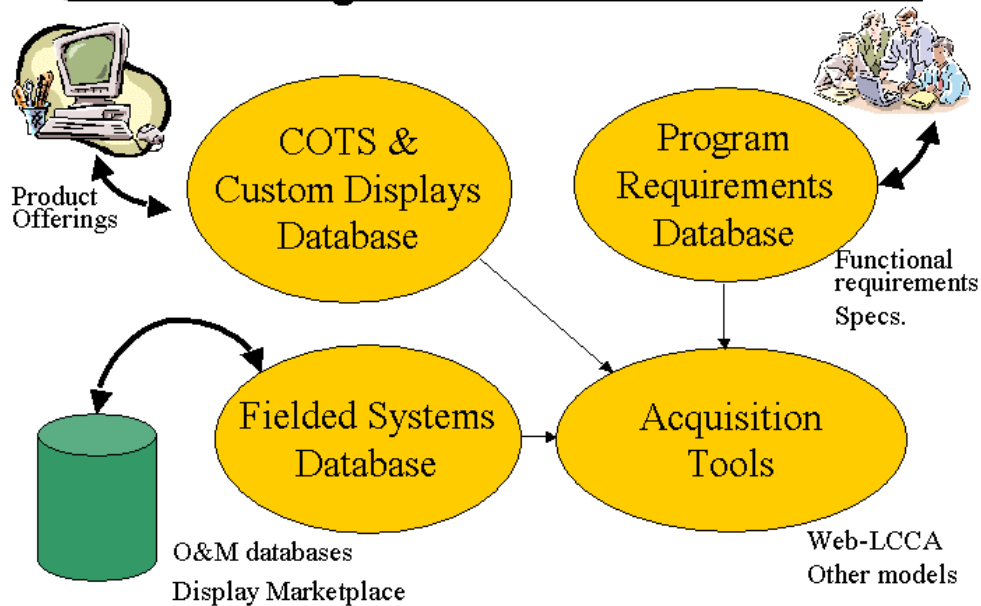 COTS &
Custom Displays
Database
Program
Requirements
Database
Product
Offerings
Functional
requirements
Specs.
Fielded Systems
Database
Acquisition
Tools
O&M databases
Display Marketplace
Web-LCCA
Other models